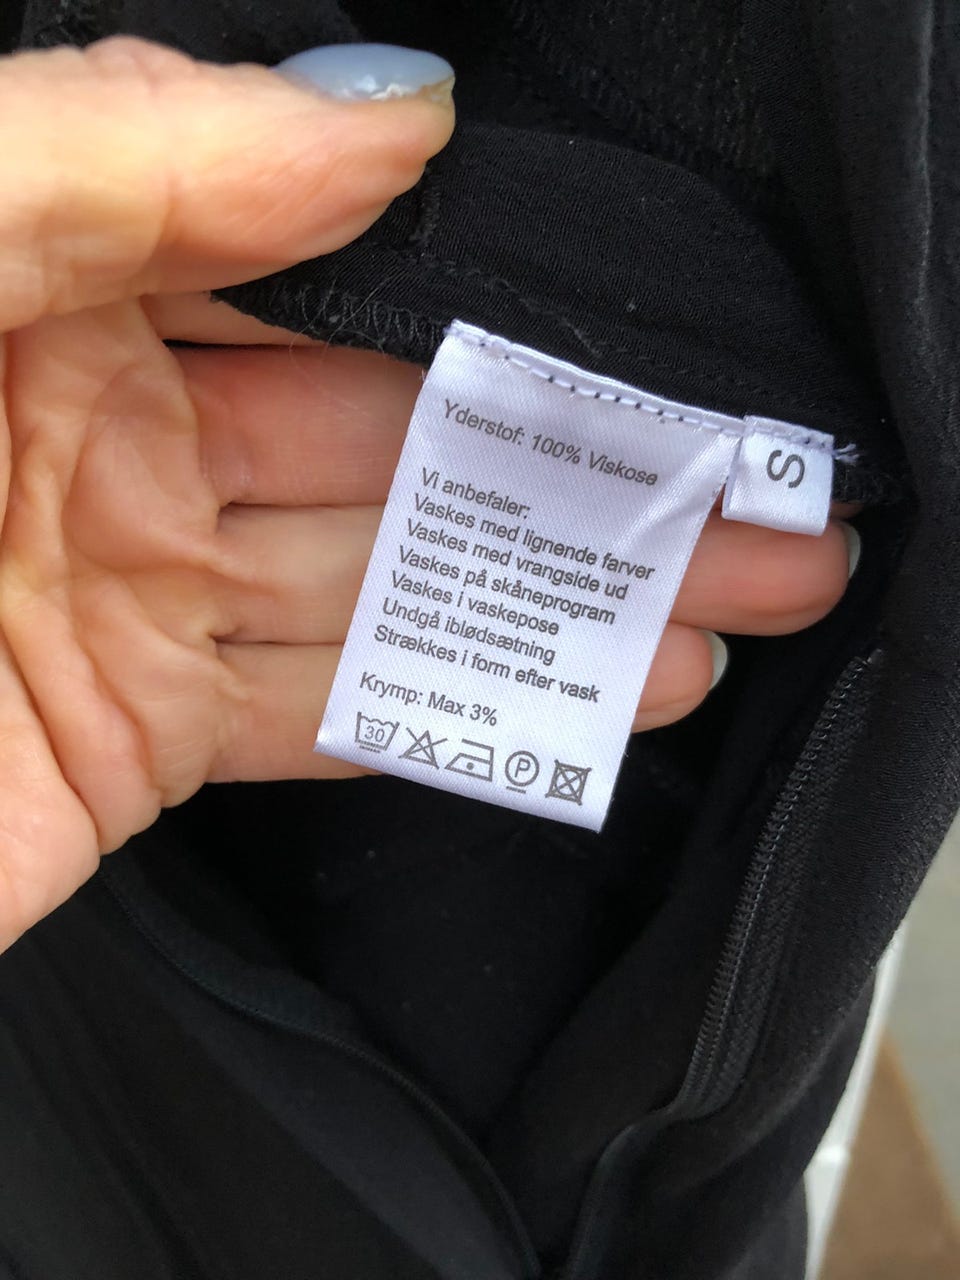 Yderstof: 100% Viskose
Vi anbefaler:
Vaskes med lignende farver
Vaskes med vrangside ud
Vaskes på skåneprogram
Vaskes i vaskepose
Undgå iblødsætning
Strækkes i form efter vask
Krymp: Max 3%
30 P
S